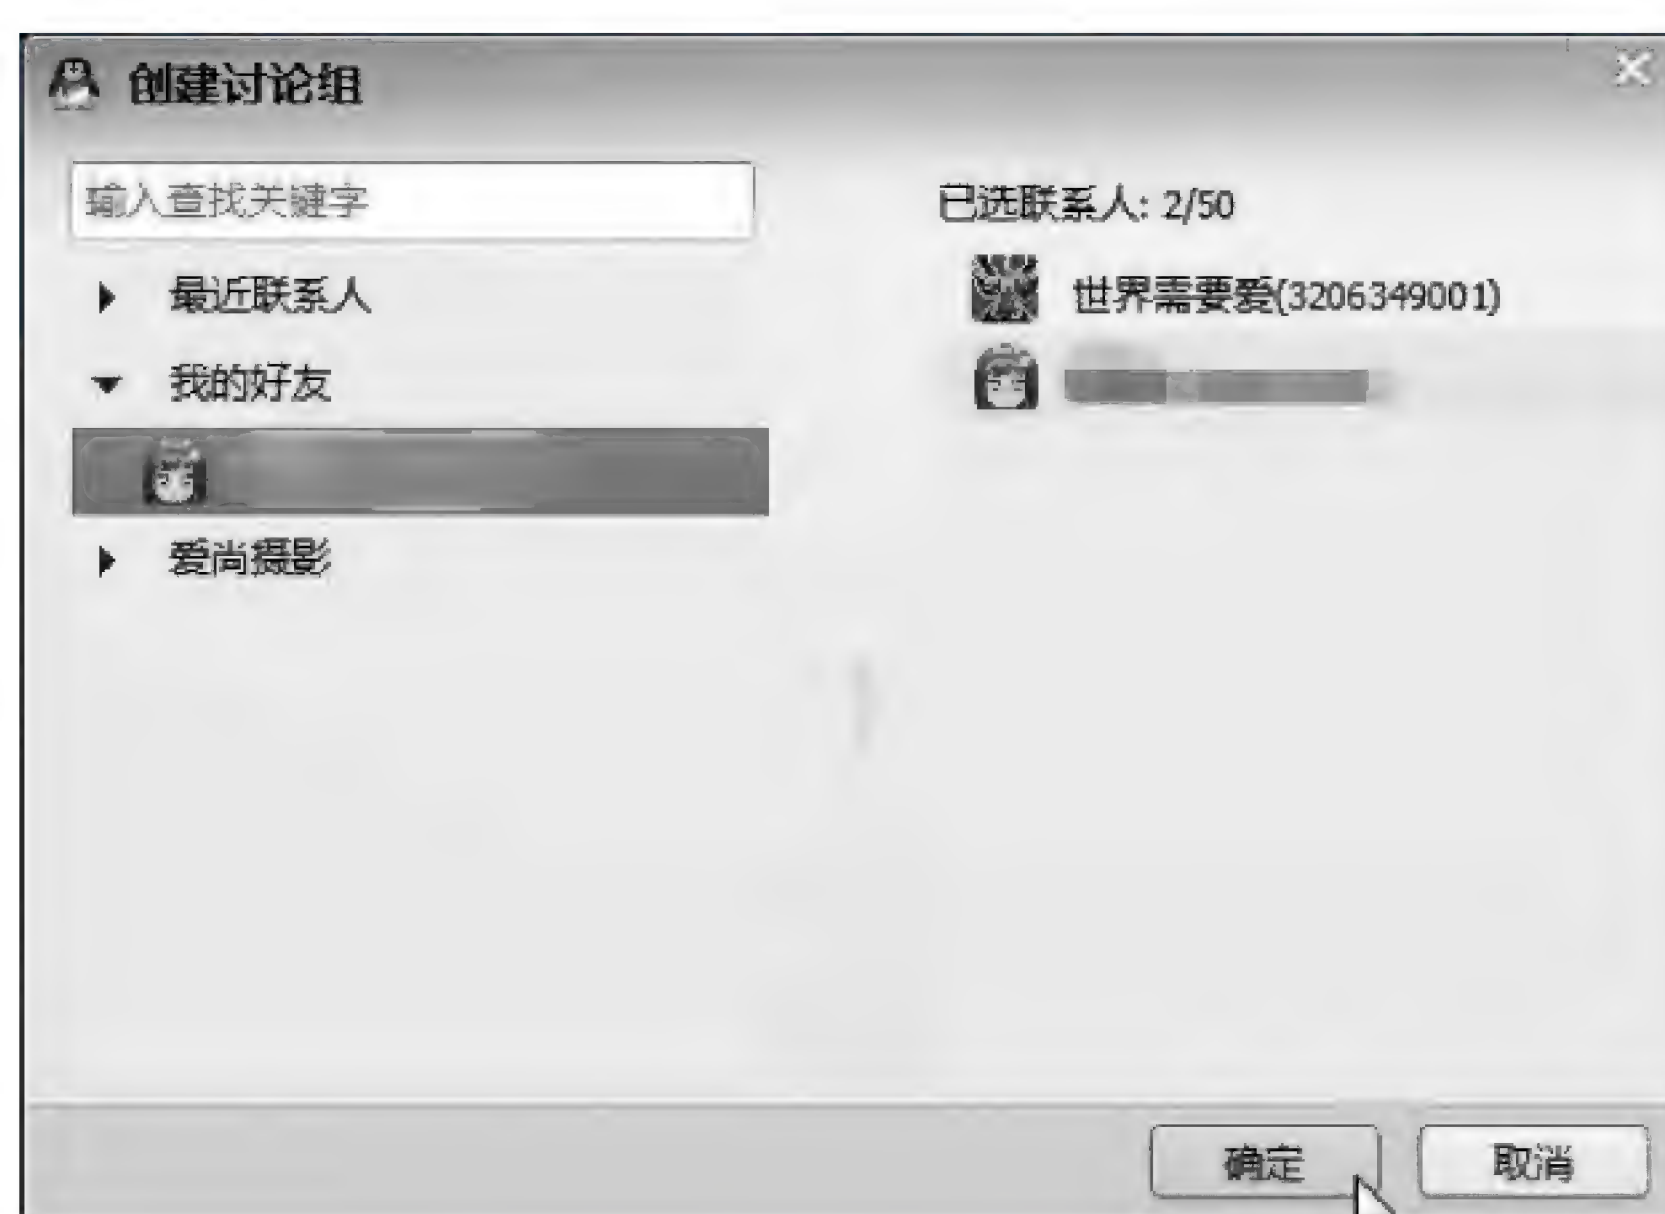 创建讨论组
输入查找关键字
最近联系人
我的好友
爱尚摄影
已选联系人: 2/50
世界需要爱(3206349001)
确定
取消